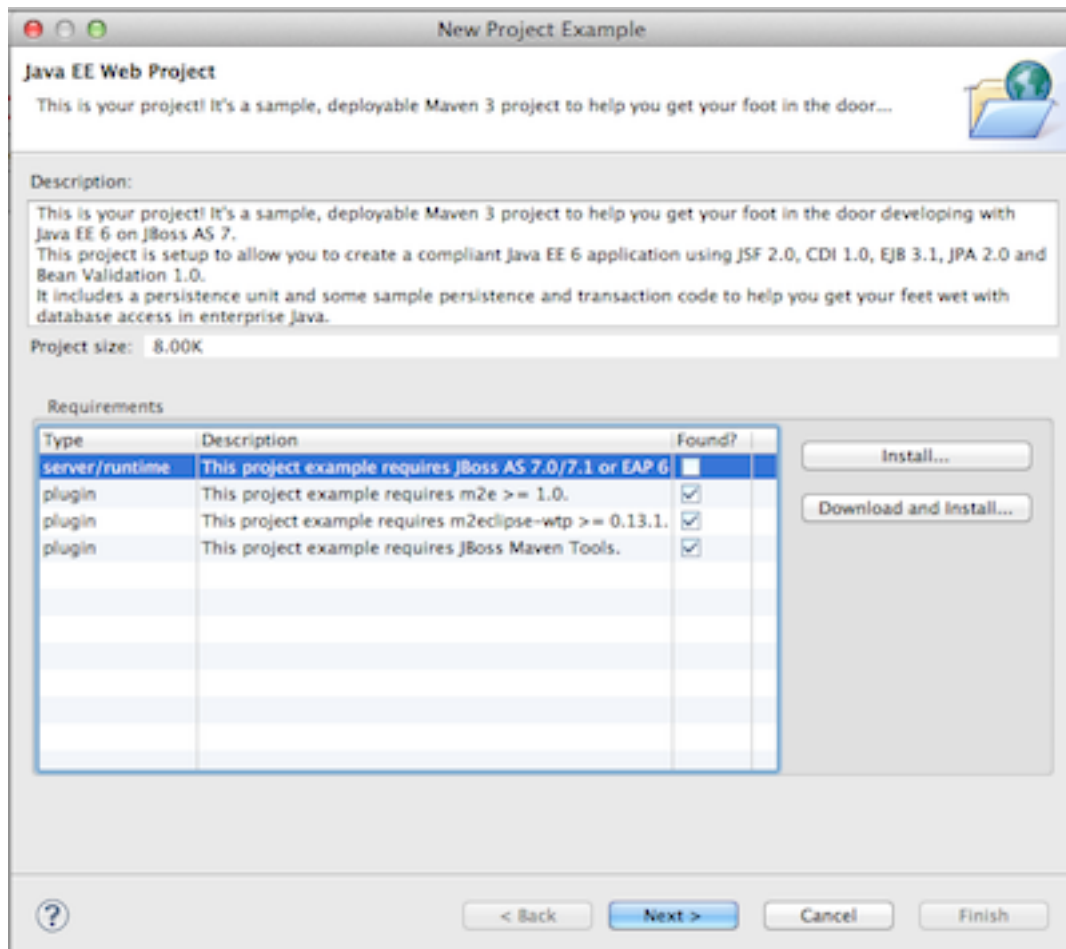 New Project Example
Java EE Web Project
This is your project! It's a sample, deployable Maven 3 project to help you get your foot in the door...
Description:
This is your project! It's a sample, deployable Maven 3 project to help you get your foot in the door developing with
Java EE 6 on JBoss AS 7.
This project is setup to allow you to create a compliant Java EE 6 application using JSF 2.0, CDI 1.0, EJB 3.1, JPA 2.0 and
Bean Validation 1.0.
It includes a persistence unit and some sample persistence and transaction code to help you get your feet wet with
database access in enterprise Java.
Project size: 8.00K
Requirements
Type Description Found?
server/runtime This project example requires JBoss AS 7.0/7.1 or EAP 6
plugin This project example requires m2e >= 1.0.
plugin This project example requires m2eclipse-wtp >= 0.13.1.
plugin This project example requires JBoss Maven Tools.
Install...
Download and Install...
?
< Back Next > Cancel Finish